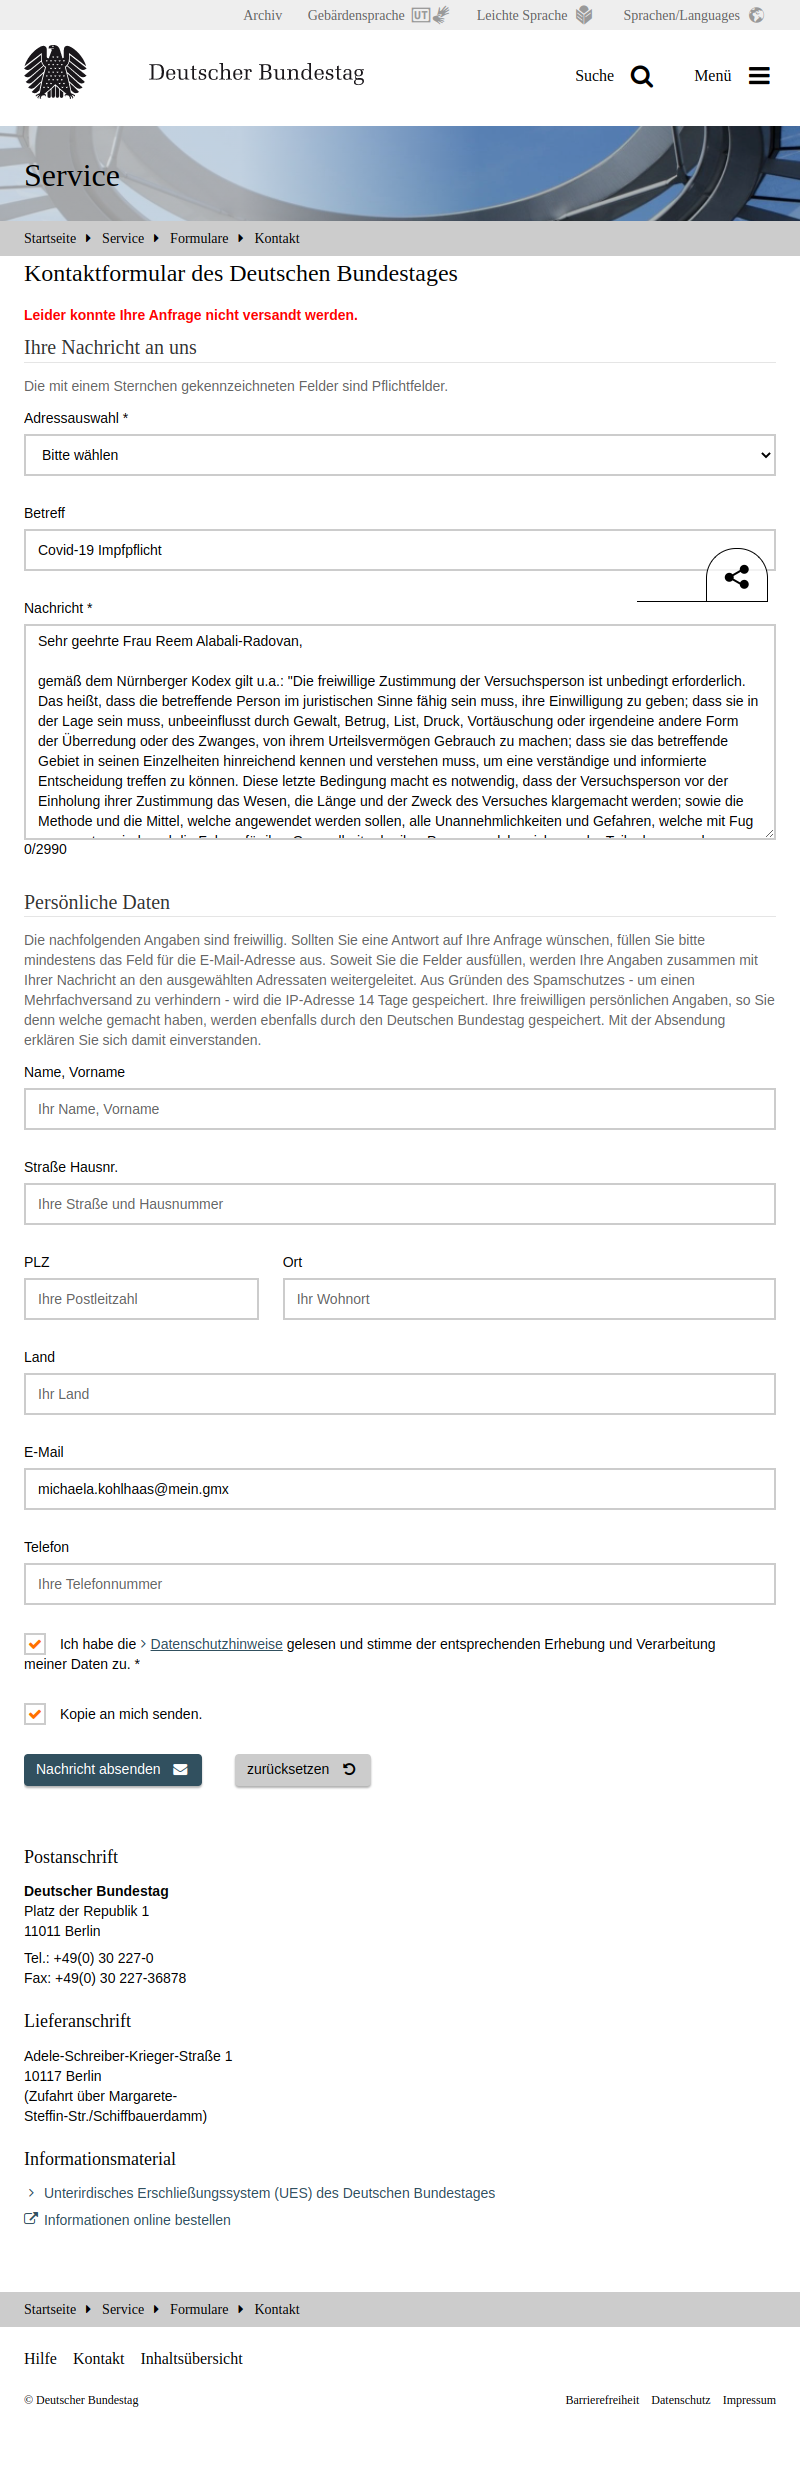 Archiv Gebärdensprache UT Leichte Sprache Sprachen/Languages
Deutscher Bundestag Suche Menü
Service
Startseite Service Formulare Kontakt
Kontaktformular des Deutschen Bundestages
Leider konnte Ihre Anfrage nicht versandt werden.
Ihre Nachricht an uns
Die mit einem Sternchen gekennzeichneten Felder sind Pflichtfelder.
Adressauswahl *
Bitte wählen
Betreff
Covid-19 Impfpflicht
Nachricht *
Sehr geehrte Frau Reem Alabali-Radovan,
gemäß dem Nürnberger Kodex gilt u.a.: "Die freiwillige Zustimmung der Versuchsperson ist unbedingt erforderlich.
Das heißt, dass die betreffende Person im juristischen Sinne fähig sein muss, ihre Einwilligung zu geben; dass sie in
der Lage sein muss, unbeeinflusst durch Gewalt, Betrug, List, Druck, Vortäuschung oder irgendeine andere Form
der Überredung oder des Zwanges, von ihrem Urteilsvermögen Gebrauch zu machen; dass sie das betreffende
Gebiet in seinen Einzelheiten hinreichend kennen und verstehen muss, um eine verständige und informierte
Entscheidung treffen zu können. Diese letzte Bedingung macht es notwendig, dass der Versuchsperson vor der
Einholung ihrer Zustimmung das Wesen, die Länge und der Zweck des Versuches klargemacht werden; sowie die
Methode und die Mittel, welche angewendet werden sollen, alle Unannehmlichkeiten und Gefahren, welche mit Fug
0/2990
Persönliche Daten
Die nachfolgenden Angaben sind freiwillig. Sollten Sie eine Antwort auf Ihre Anfrage wünschen, füllen Sie bitte
mindestens das Feld für die E-Mail-Adresse aus. Soweit Sie die Felder ausfüllen, werden Ihre Angaben zusammen mit
Ihrer Nachricht an den ausgewählten Adressaten weitergeleitet. Aus Gründen des Spamschutzes - um einen
Mehrfachversand zu verhindern - wird die IP-Adresse 14 Tage gespeichert. Ihre freiwilligen persönlichen Angaben, so Sie
denn welche gemacht haben, werden ebenfalls durch den Deutschen Bundestag gespeichert. Mit der Absendung
erklären Sie sich damit einverstanden.
Name, Vorname
Ihr Name, Vorname
Straße Hausnr.
Ihre Straße und Hausnummer
PLZ Ort
Ihre Postleitzahl Ihr Wohnort
Land
Ihr Land
E-Mail
michaela.kohlhaas@mein.gmx
Telefon
Ihre Telefonnummer
Ich habe die Datenschutzhinweise gelesen und stimme der entsprechenden Erhebung und Verarbeitung
meiner Daten zu. *
Kopie an mich senden.
Nachricht absenden zurücksetzen
Postanschrift
Deutscher Bundestag
Platz der Republik 1
11011 Berlin
Tel.: +49(0) 30 227-0
Fax: +49(0) 30 227-36878
Lieferanschrift
Adele-Schreiber-Krieger-Straße 1
10117 Berlin
(Zufahrt über Margarete-
Steffin-Str./Schiffbauerdamm)
Informationsmaterial
Unterirdisches Erschließungssystem (UES) des Deutschen Bundestages
Informationen online bestellen
Startseite Service Formulare Kontakt
Hilfe Kontakt Inhaltsübersicht
© Deutscher Bundestag Barrierefreiheit Datenschutz Impressum